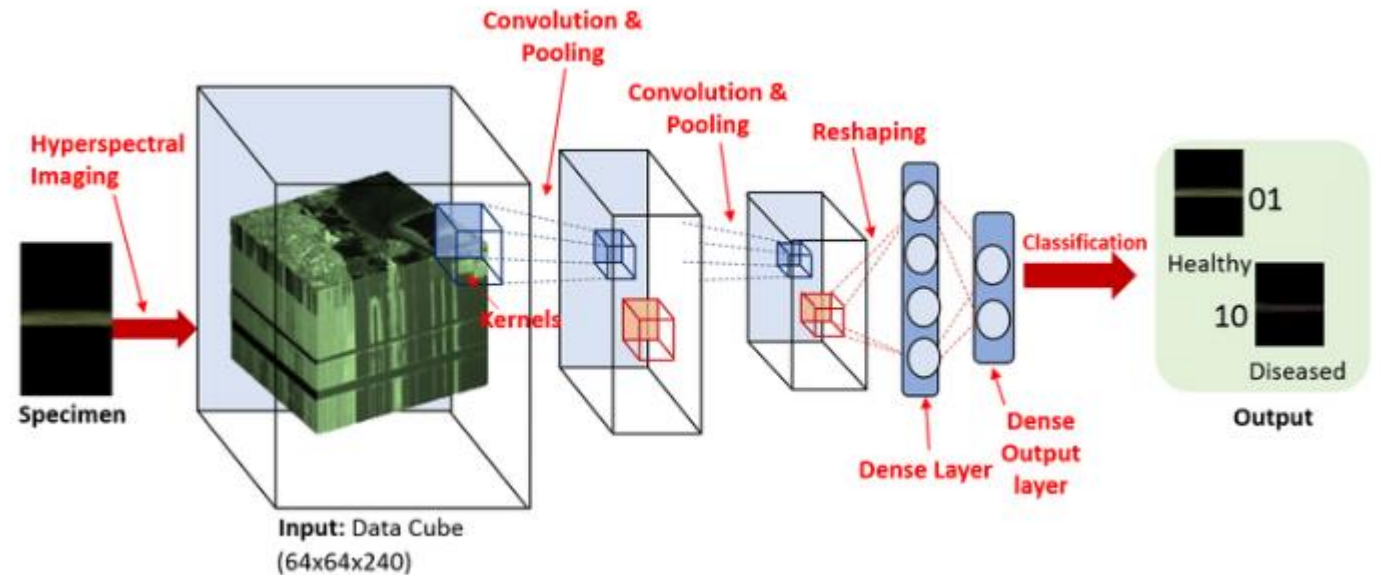 Convolution &
Pooling
Convolution &
Pooling
Reshaping
Hyperspectral
Imaging
Kernels
Specimen
Input: Data Cube
(64x64x240)
Dense Layer
Dense
Output
layer
Classification
01
Healthy
10
Diseased
Output